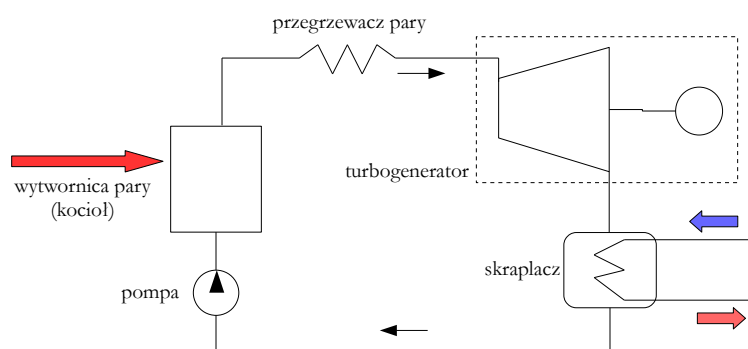 przegrzewacz pary
turbogenerator
wytwornica pary
(kocioł)
skraplacz
pompa